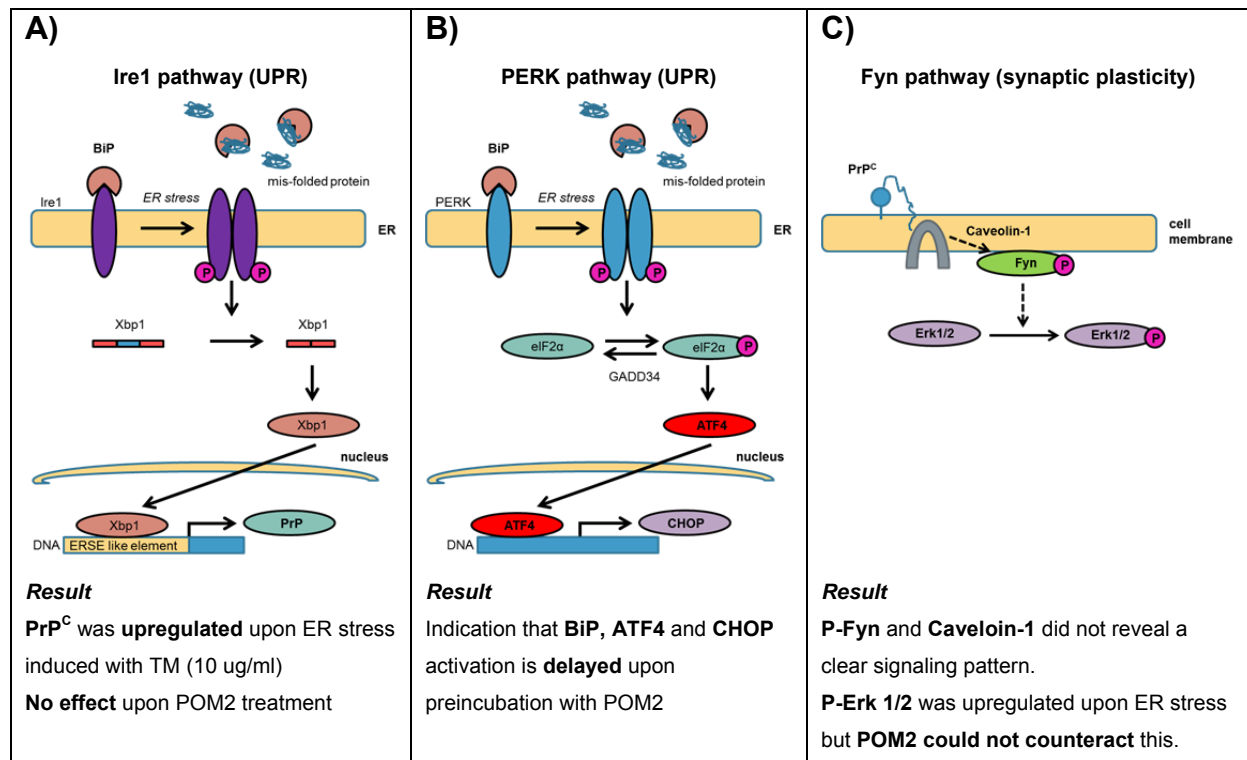 A)
Ire1 pathway (UPR)
BiP
mis-folded protein
Ire1
ER stress
ER
P
P
Xbp1
Xbp1
Xbp1
nucleus
Xbp1
PrP
DNA
ERSE like element
Result
PrPC was upregulated upon ER stress
induced with TM (10 ug/ml)
No effect upon POM2 treatment
B)
PERK pathway (UPR)
BiP
mis-folded protein
PERK
ER stress
ER
P
P
eIF2α
eIF2α
P
GADD34
ATF4
nucleus
ATF4
CHOP
DNA
Result
Indication that BiP, ATF4 and CHOP
activation is delayed upon
preincubation with POM2
C)
Fyn pathway (synaptic plasticity)
PrPC
Caveolin-1
cell
membrane
Fyn
P
Erk1/2
Erk1/2
P
Result
P-Fyn and Caveloin-1 did not reveal a
clear signaling pattern.
P-Erk 1/2 was upregulated upon ER stress
but POM2 could not counteract this.